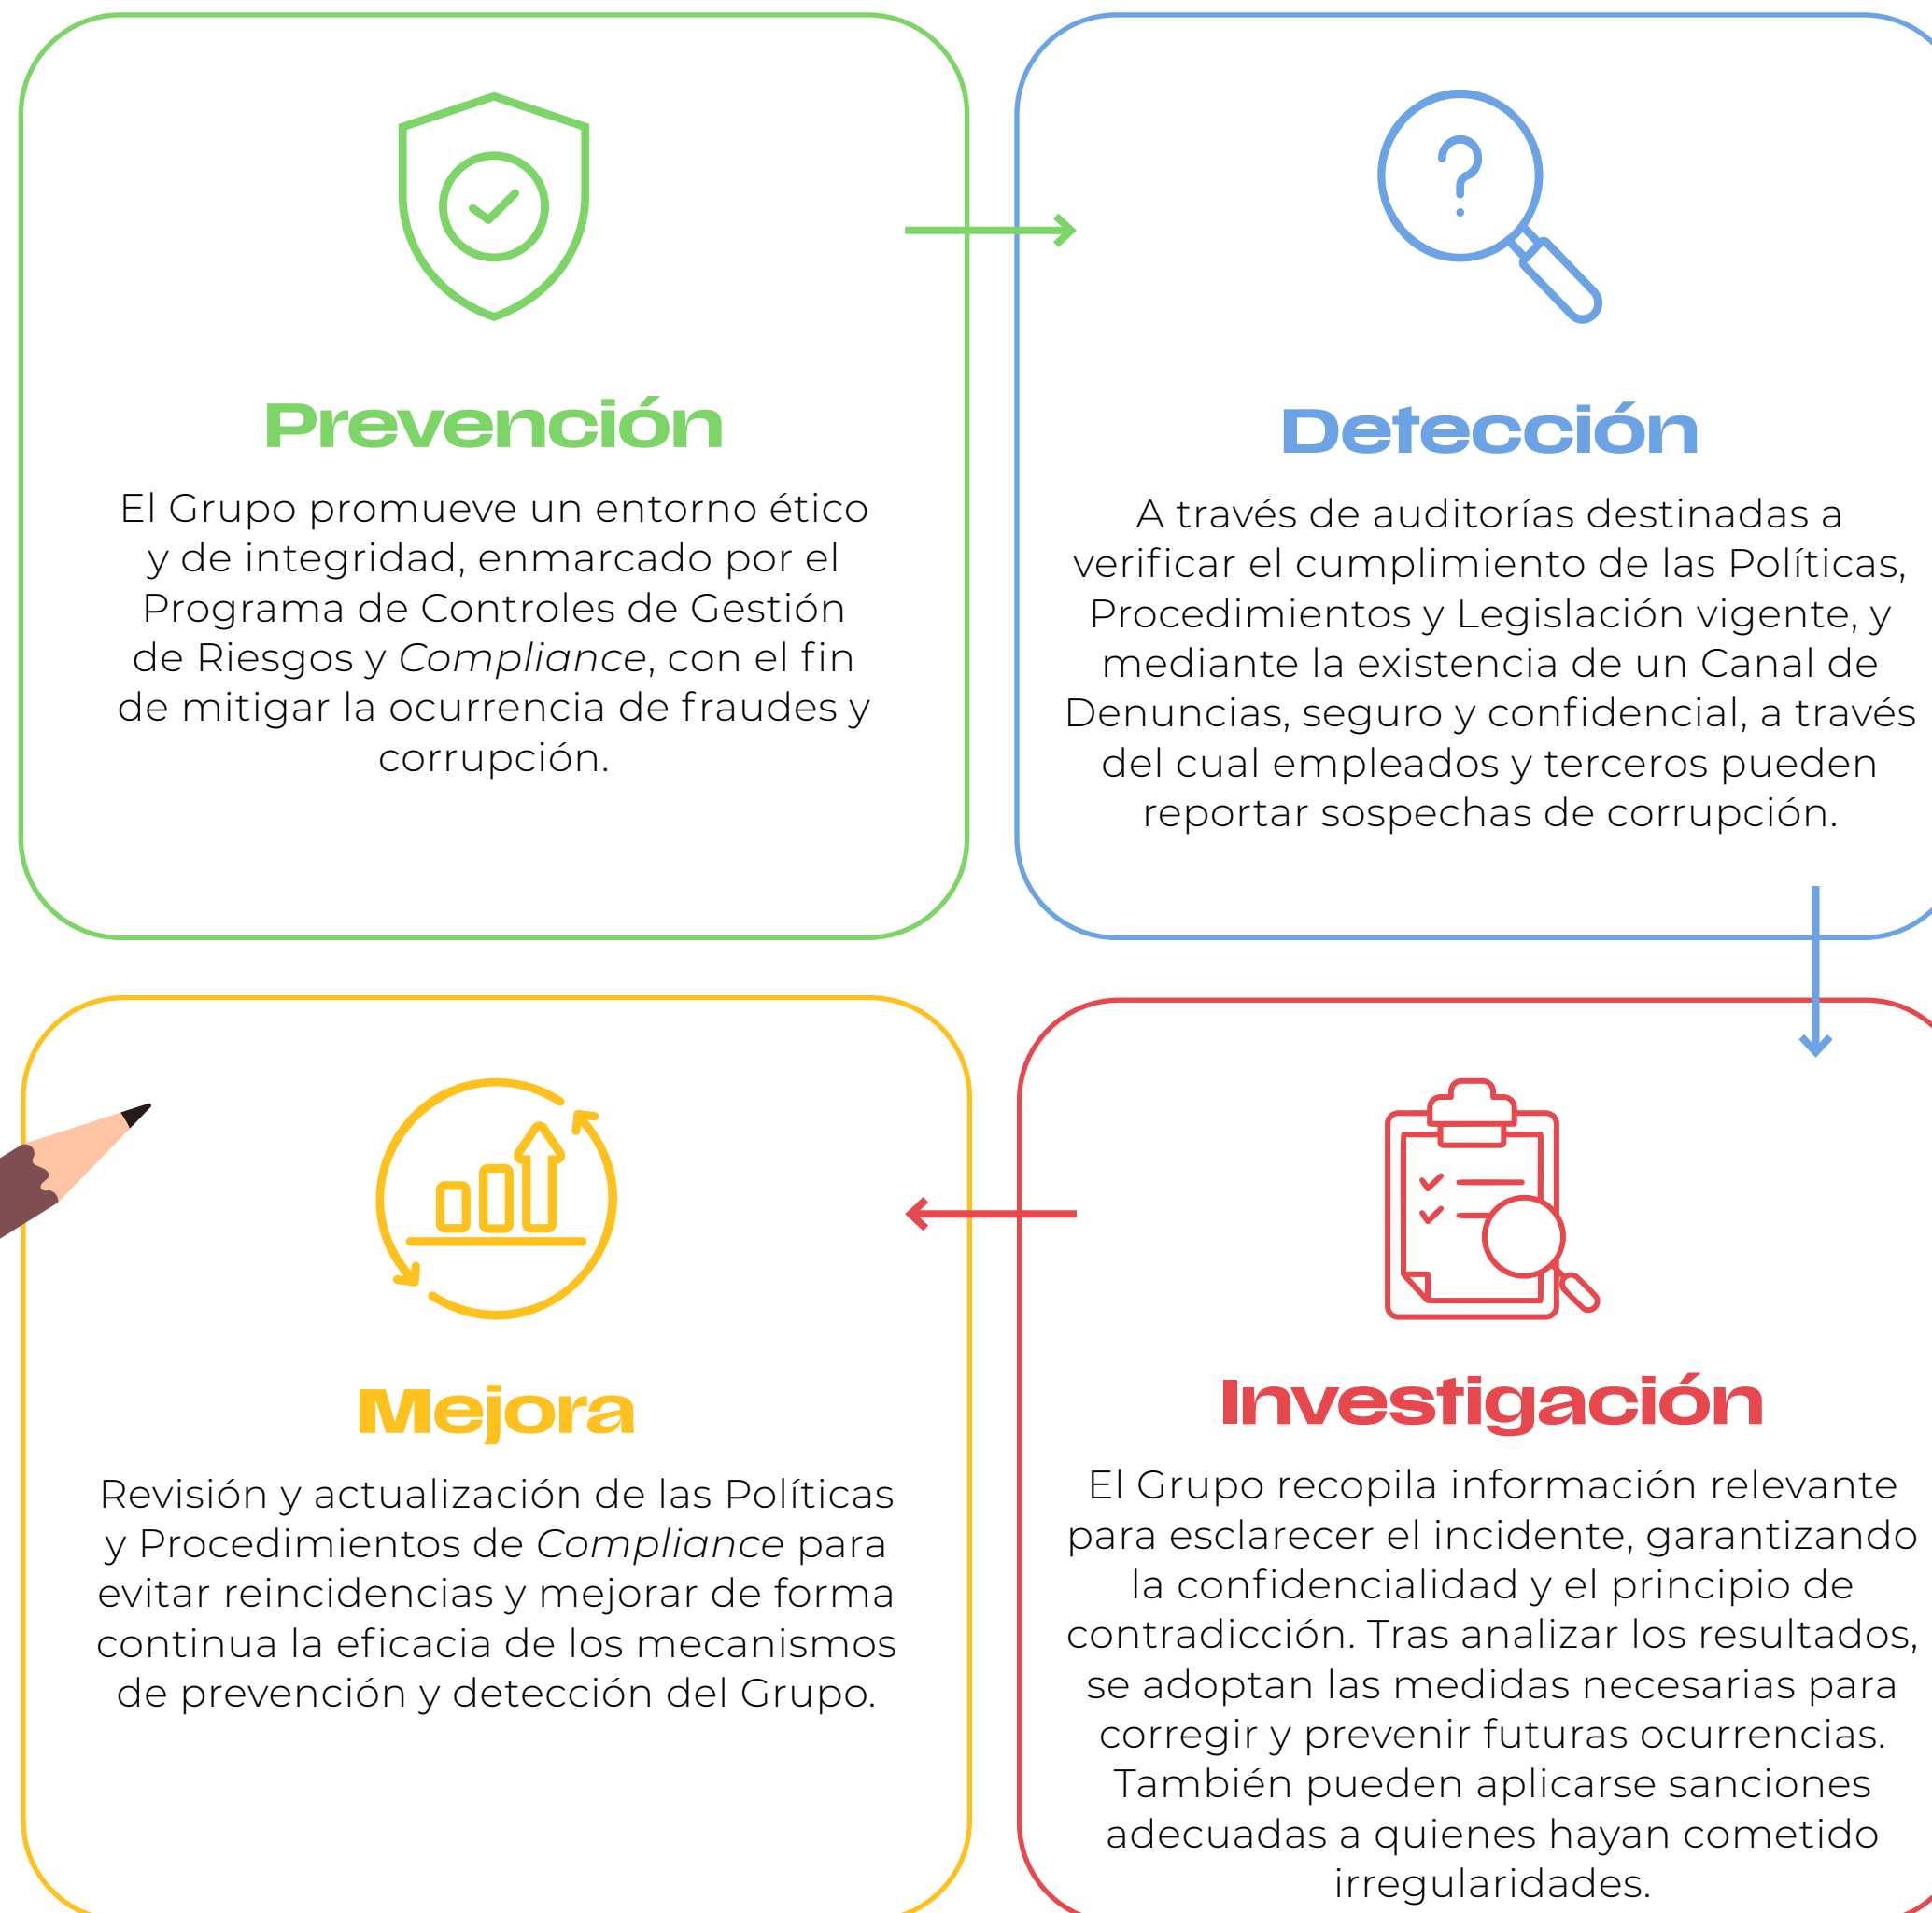 Prevención
El Grupo promueve un entorno ético
y de integridad, enmarcado por el
Programa de Controles de Gestión
de Riesgos y Compliance, con el fin
de mitigar la ocurrencia de fraudes y
corrupción.
Detección
A través de auditorías destinadas a
verificar el cumplimiento de las Políticas,
Procedimientos y Legislación vigente, y
mediante la existencia de un Canal de
Denuncias, seguro y confidencial, a través
del cual empleados y terceros pueden
reportar sospechas de corrupción.
Investigación
El Grupo recopila información relevante
para esclarecer el incidente, garantizando
la confidencialidad y el principio de
contradicción. Tras analizar los resultados,
se adoptan las medidas necesarias para
corregir y prevenir futuras ocurrencias.
También pueden aplicarse sanciones
adecuadas a quienes hayan cometido
irregularidades.
Mejora
Revisión y actualización de las Políticas
y Procedimientos de Compliance para
evitar reincidencias y mejorar de forma
continua la eficacia de los mecanismos
de prevención y detección del Grupo.